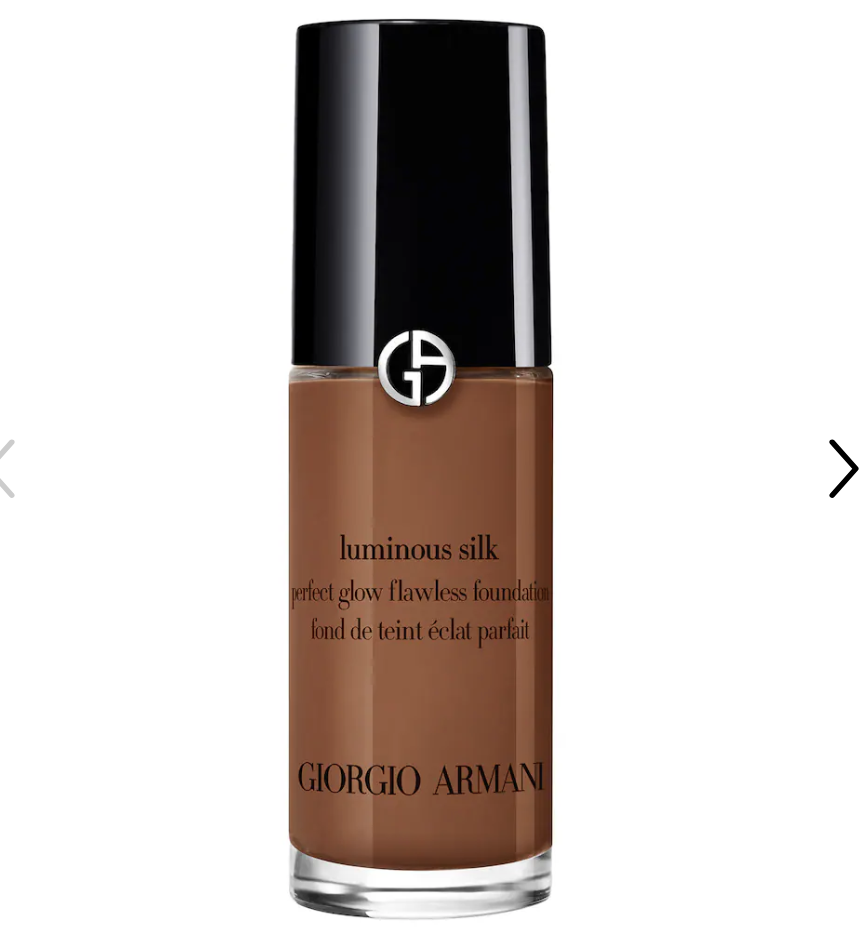 luminous silk
perfect glow flawless foundation
fond de teint éclat parfait
GIORGIO ARMANI